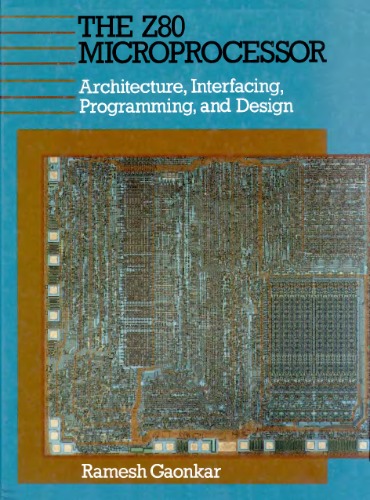 THE Z80
MICROPROCESSOR
Architecture, Interfacing,
Programming, and Design
Ramesh Gaonkar